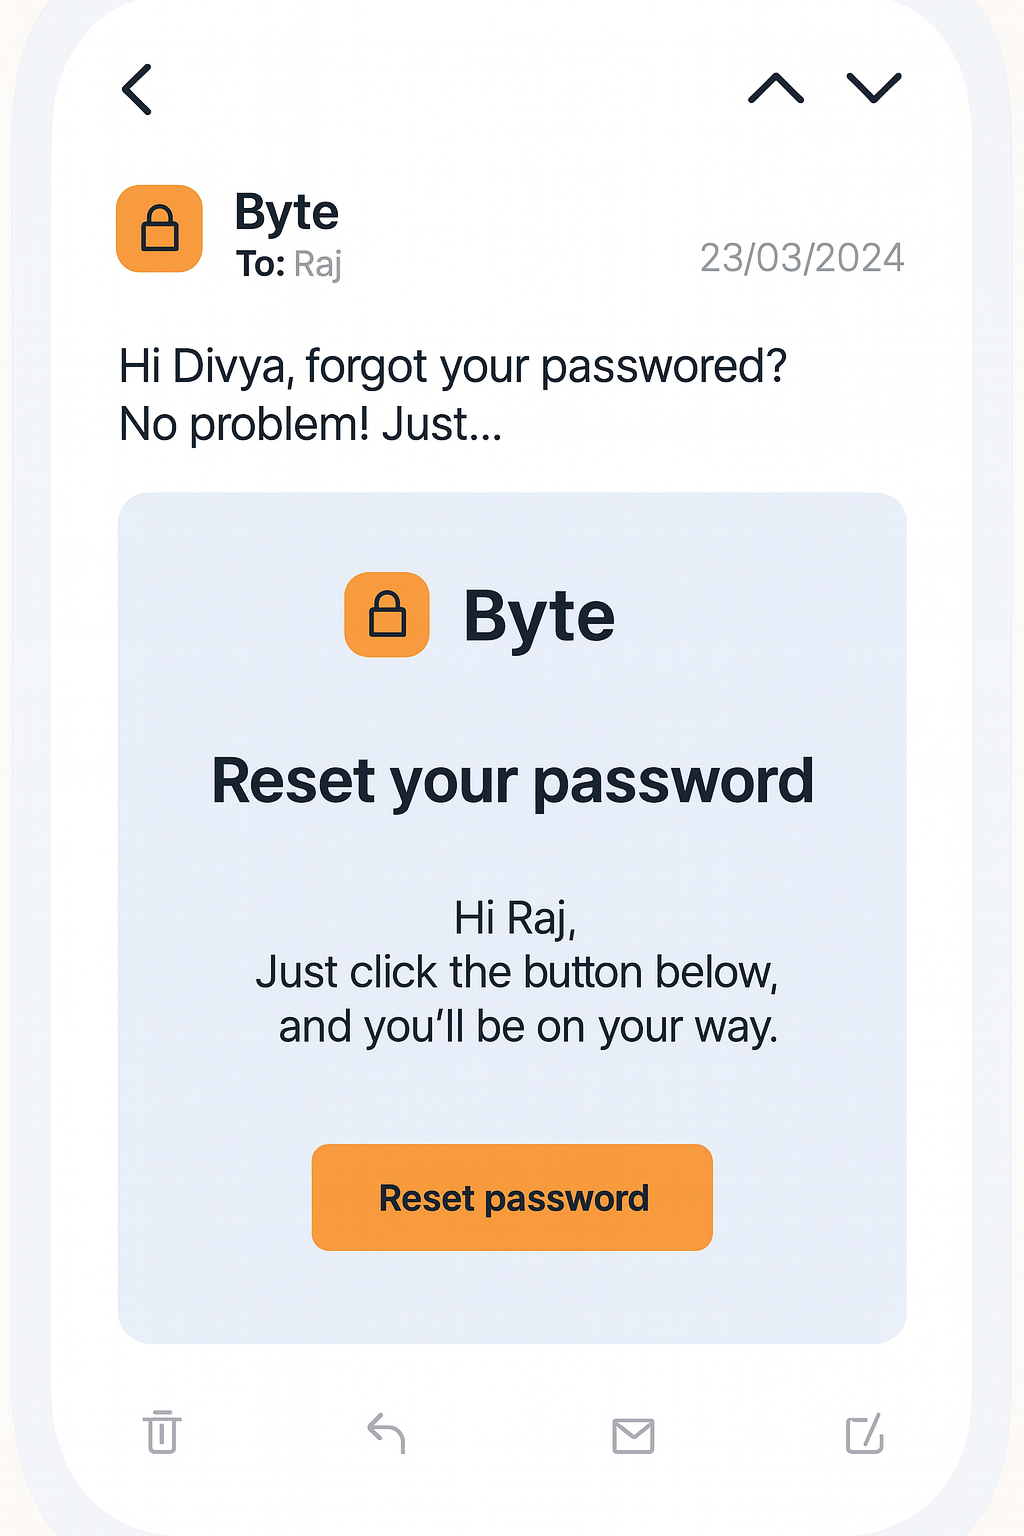 Byte
To: Raj
23/03/2024
Hi Divya, forgot your passwored?
No problem! Just...
Byte
Reset your password
Hi Raj,
Just click the button below,
and you’ll be on your way.
Reset password